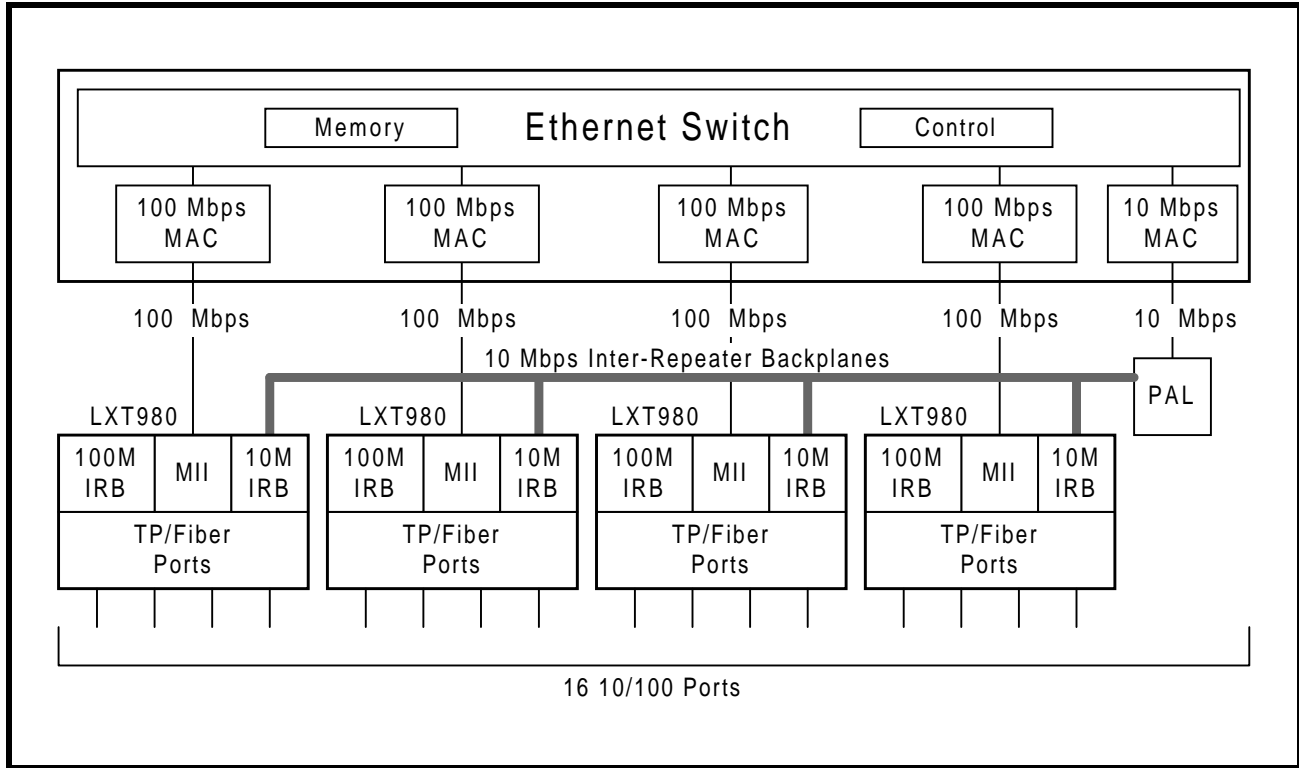 Memory
Ethernet Switch
Control
100 Mbps
MAC
100 Mbps
MAC
100 Mbps
MAC
100 Mbps
MAC
10 Mbps
MAC
100 Mbps
100 Mbps
100 Mbps
100 Mbps
10 Mbps
10 Mbps Inter-Repeater Backplanes
PAL
LXT980
LXT980
LXT980
LXT980
100M
IRB
MII
10M
IRB
100M
IRB
MII
10M
IRB
100M
IRB
MII
10M
IRB
100M
IRB
MII
10M
IRB
TP/Fiber
Ports
TP/Fiber
Ports
TP/Fiber
Ports
TP/Fiber
Ports
16 10/100 Ports